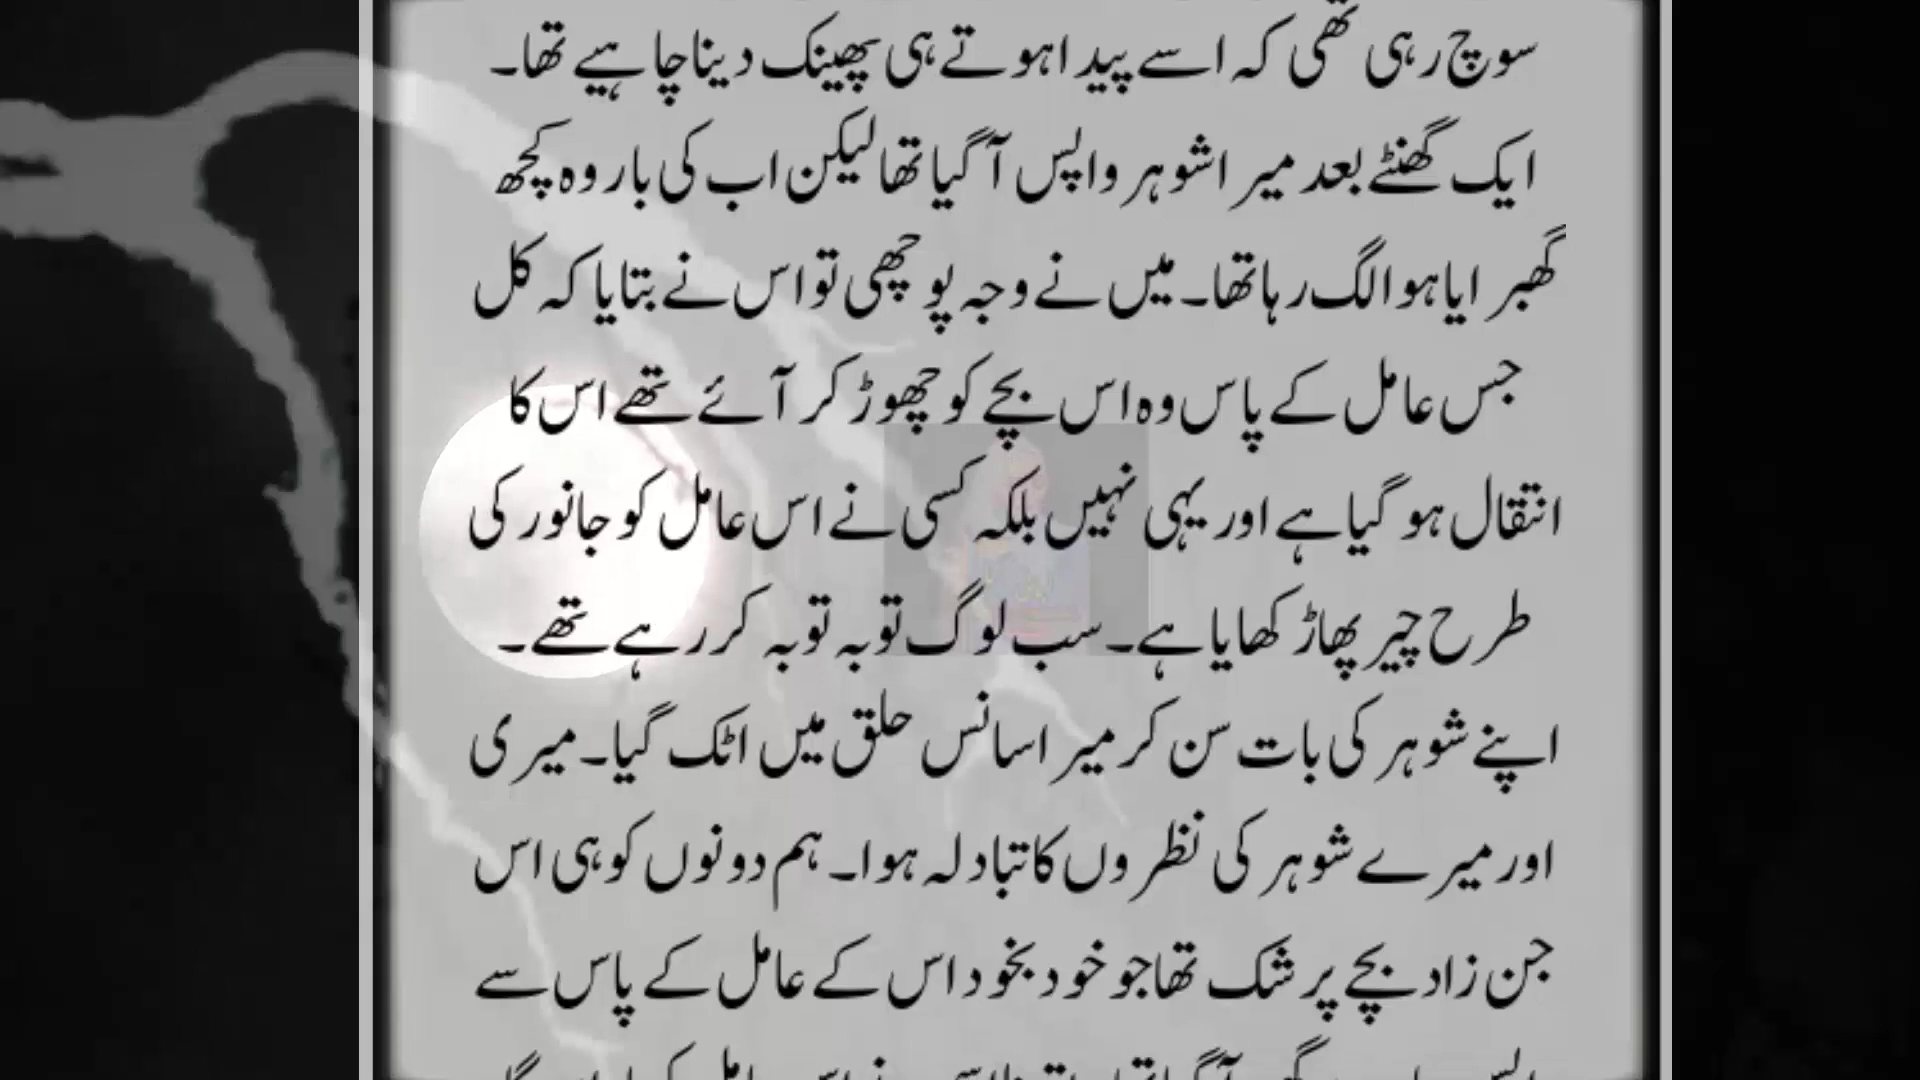 سوچ رہی تھی کہ اسے پیدا ہوتے ہی پھینک دینا چاہیے تھا۔
ایک گھنٹے بعد میرا شوہر واپس آگیا تھا لیکن اب کی بار وہ کچھ
گھبرایا ہوا لگ رہا تھا۔ میں نے وجہ پوچھی تو اس نے بتایا کہ کل
جس عامل کے پاس وہ اس بچے کو چھوڑ کر آئے تھے اس کا
انتقال ہو گیا ہے اور یہی نہیں بلکہ کسی نے اس عامل کو جانور کی
طرح چیر پھاڑ کھایا ہے۔ سب لوگ توبہ توبہ کر رہے تھے۔
اپنے شوہر کی بات سن کر میرا سانس حلق میں اٹک گیا۔ میری
اور میرے شوہر کی نظروں کا تبادلہ ہوا۔ ہم دونوں کو ہی اس
جن زاد بچے پر شک تھا جو خود بخود اس کے عامل کے پاس سے